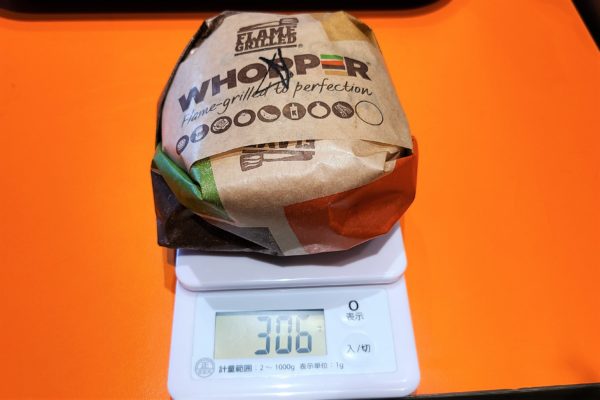 FLAME
GRILLED®
WHOPPER®
Flame-grilled to perfection
306
0
表示
入/切
計量範囲：2～1000g 表示単位：1g